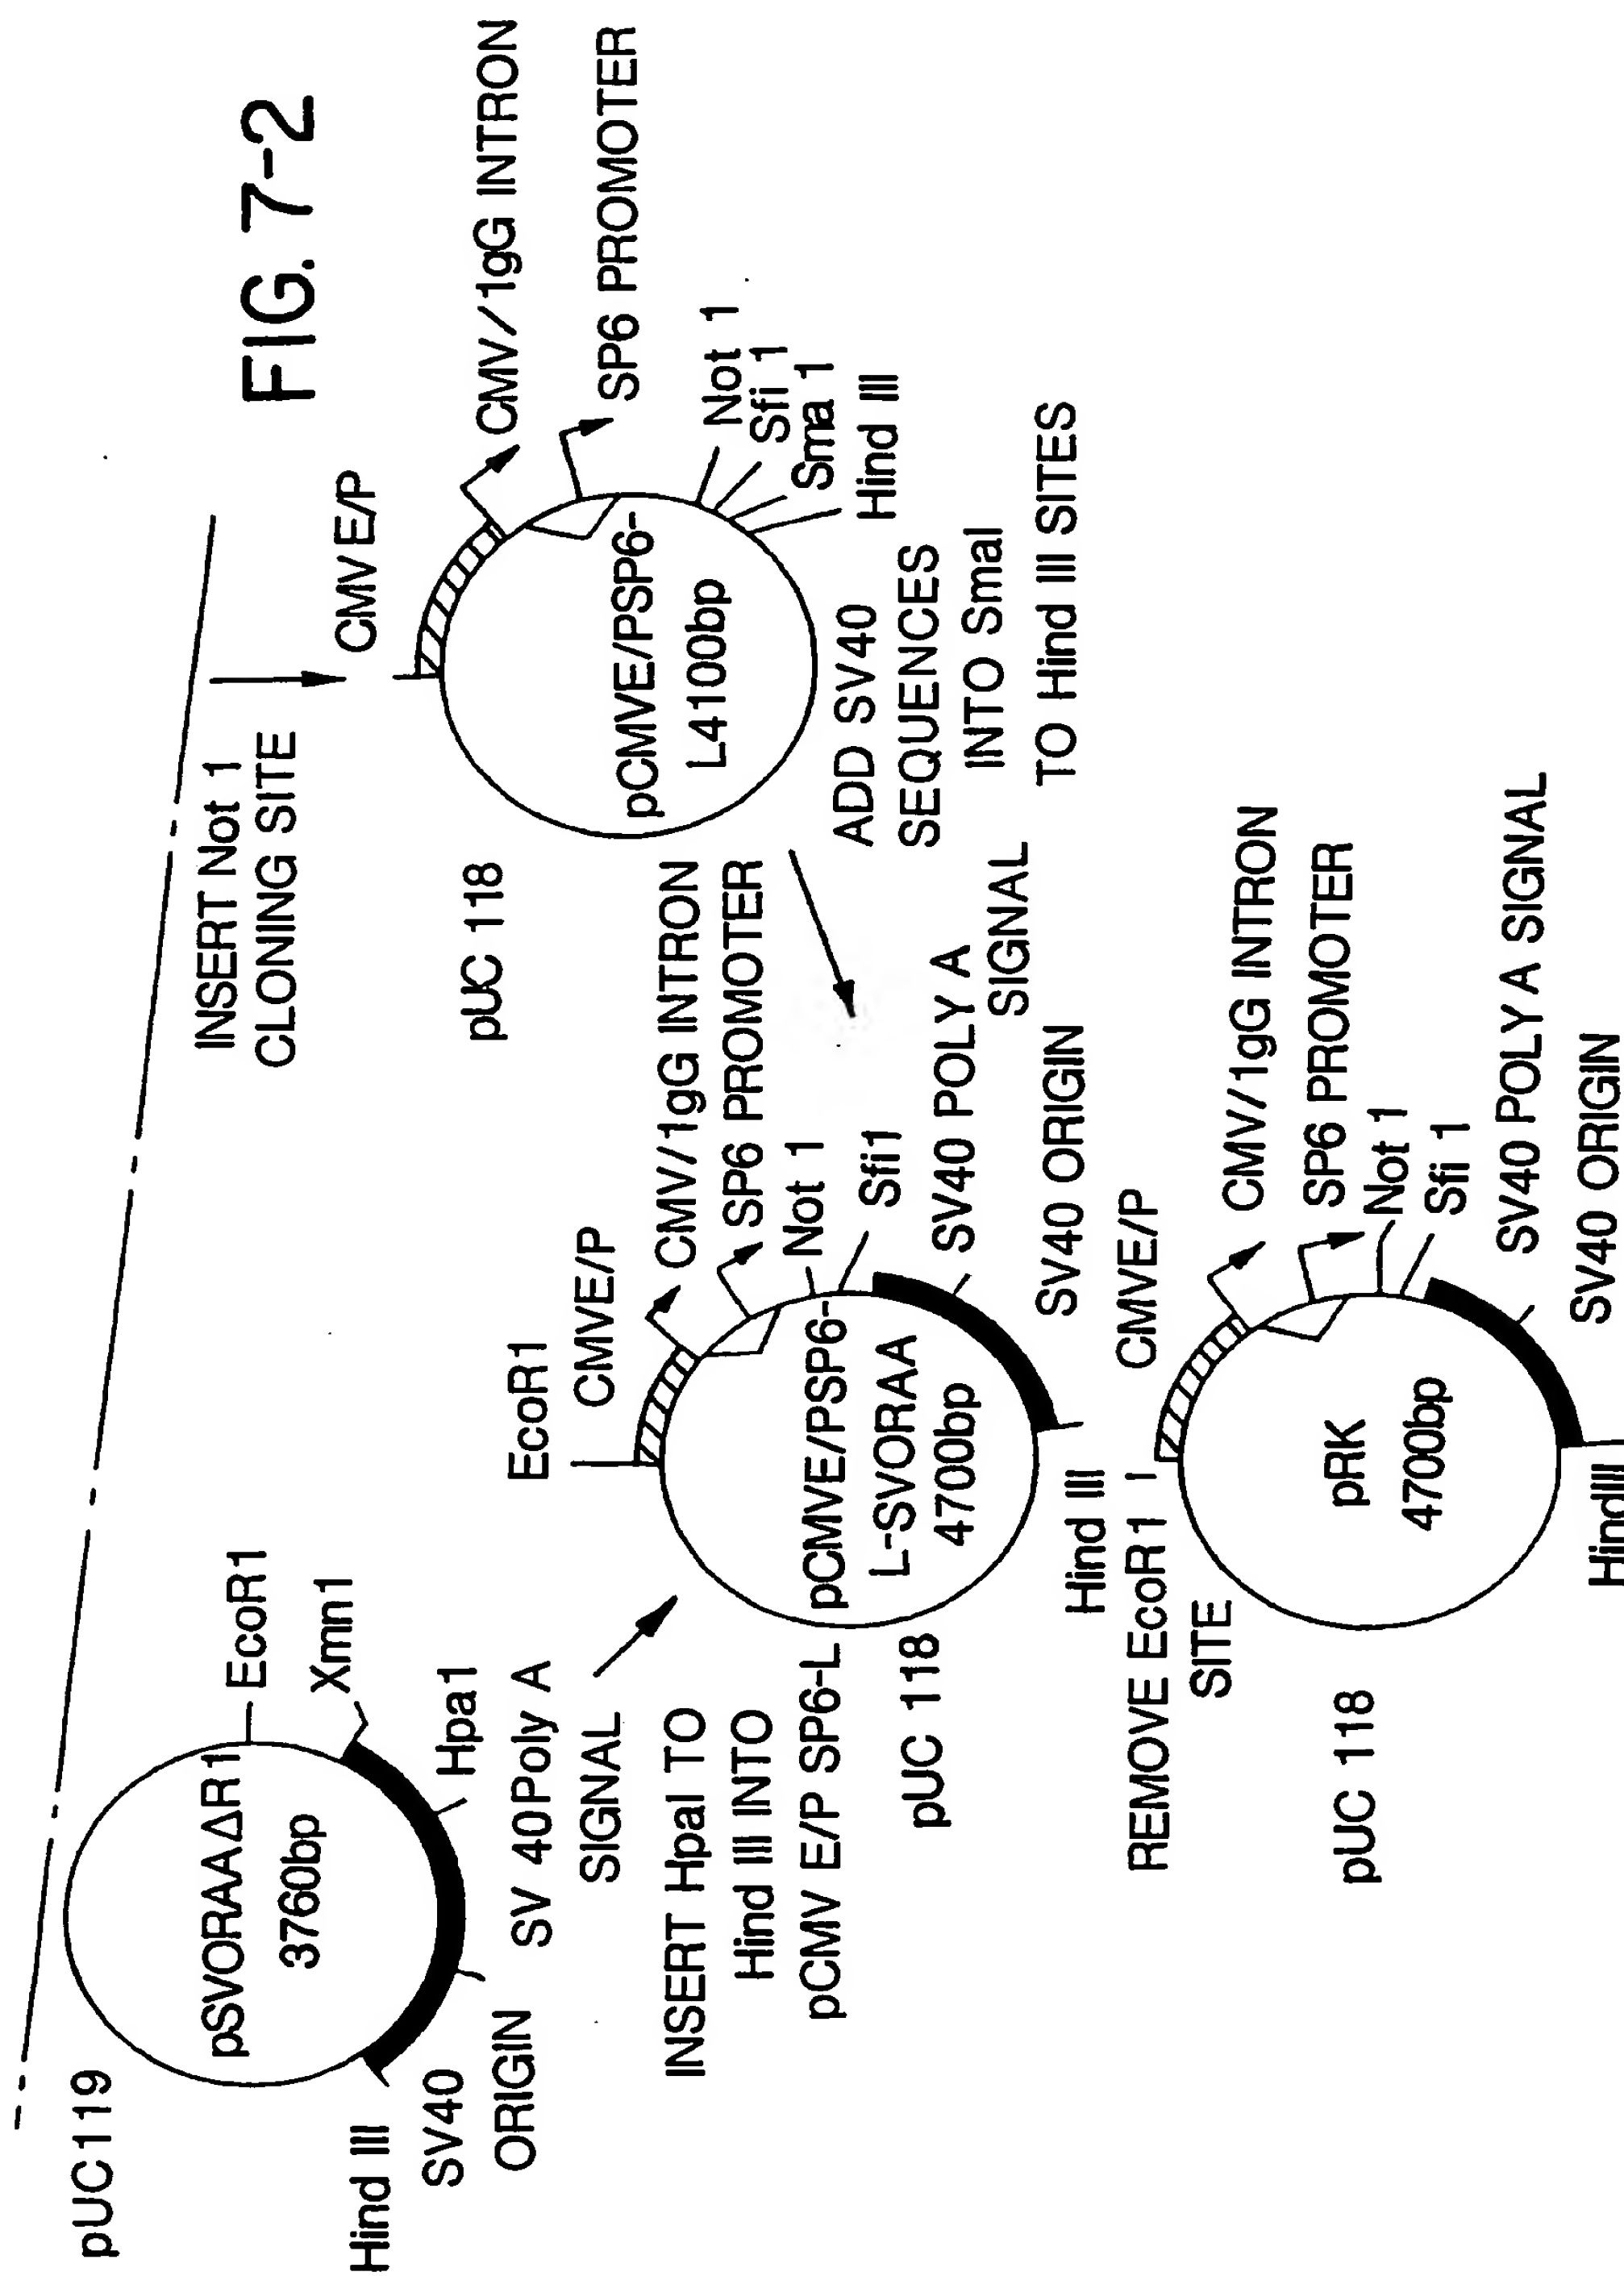 FIG. 7-2
pUC119
pSVORAAΔR1
3760bp
EcoR1
Xmn1
Hpa1
SV 40Poly A
SIGNAL
Hind III
SV40
ORIGIN
INSERT HpaI TO
Hind III INTO
pCMV E/P SP6-L
INSERT Not 1
CLONING SITE
CMV E/P
CMV/1gG INTRON
SP6 PROMOTER
Not 1
Sfi 1
Sma 1
Hind III
pUC 118
pCMVE/PSP6-
L4100bp
ADD SV40
SEQUENCES
INTO SmaI
TO Hind III SITES
EcoR1
CMVE/P
CMV/1gG INTRON
SP6 PROMOTER
Not 1
Sfi1
SV40 POLY A
SIGNAL
SV40 ORIGIN
pCMVE/PSP6-
L-SVORAA
4700bp
pUC 118
Hind III
REMOVE EcoR1
SITE
CMVE/P
CMV/1gG INTRON
SP6 PROMOTER
Not 1
Sfi 1
SV40 POLY A SIGNAL
SV40 ORIGIN
pRK
4700bp
pUC 118
HindIII